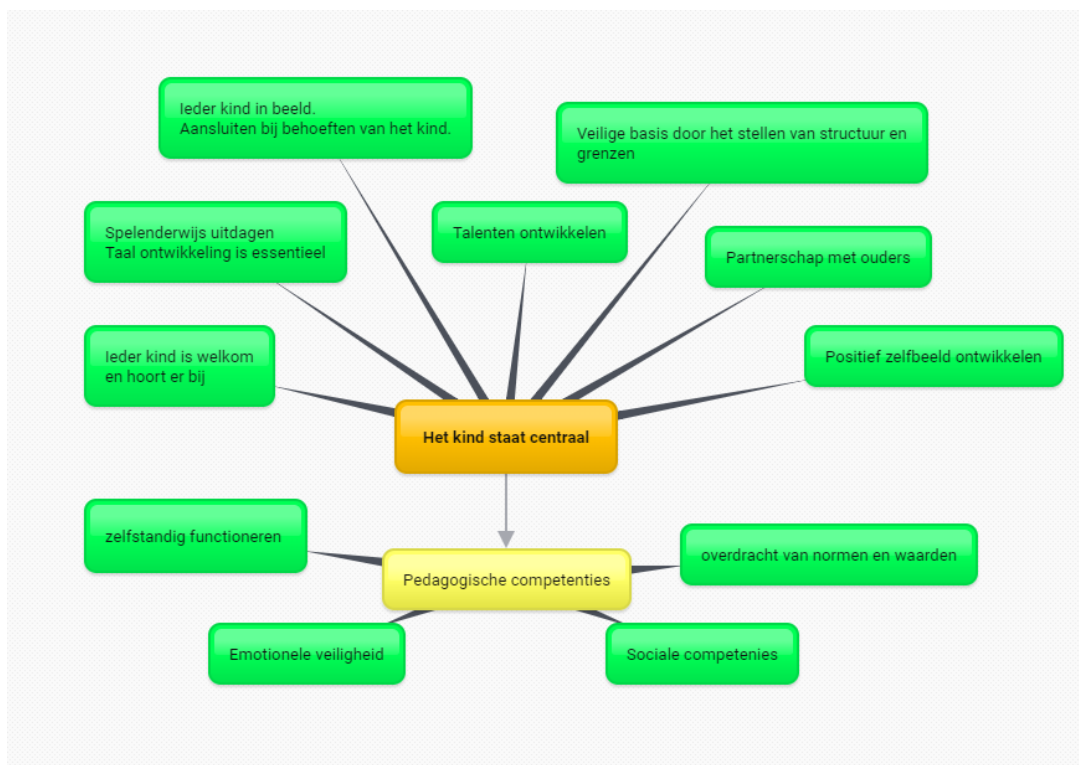 Ieder kind in beeld.
Aansluiten bij behoeften van het kind.
Veilige basis door het stellen van structuur en
grenzen
Spelenderwijs uitdagen
Taal ontwikkeling is essentieel
Talenten ontwikkelen
Partnerschap met ouders
Ieder kind is welkom
en hoort er bij
Positief zelfbeeld ontwikkelen
Het kind staat centraal
zelfstandig functioneren
overdracht van normen en waarden
Pedagogische competenties
Emotionele veiligheid
Sociale competenies